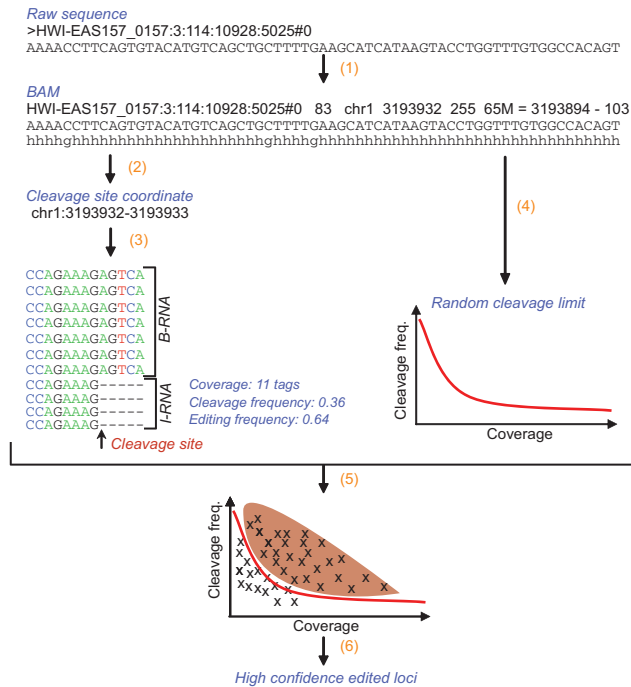 Raw sequence
>HWI-EAS157_0157:3:114:10928:5025#0
AAAACCTTCAGTGTACATGTCAGCTGCTTTTGAAGCATCATAAGTACCTGGTTTGTGGCCACAGT
(1)
BAM
HWI-EAS157_0157:3:114:10928:5025#0 83 chr1 3193932 255 65M = 3193894 - 103
AAAACCTTCAGTGTACATGTCAGCTGCTTTTGAAGCATCATAAGTACCTGGTTTGTGGCCACAGT
hhhhghhhhhhhhhhhhhhhhhhhhhghhhhghhhhhhhhhhhhhhhhhhhhhhhhhhhhhhhhh
(2)
Cleavage site coordinate
chr1:3193932-3193933
(3)
(4)
CCAGAAAGAGTCA
CCAGAAAGAGTCA
CCAGAAAGAGTCA
CCAGAAAGAGTCA
CCAGAAAGAGTCA
CCAGAAAGAGTCA
CCAGAAAGAGTCA
B-RNA
CCAGAAAG-----
CCAGAAAG-----
CCAGAAAG-----
CCAGAAAG-----
I-RNA
Coverage: 11 tags
Cleavage frequency: 0.36
Editing frequency: 0.64
Cleavage site
Random cleavage limit
Cleavage freq.
Coverage
(5)
Cleavage freq.
Coverage
(6)
High confidence edited loci